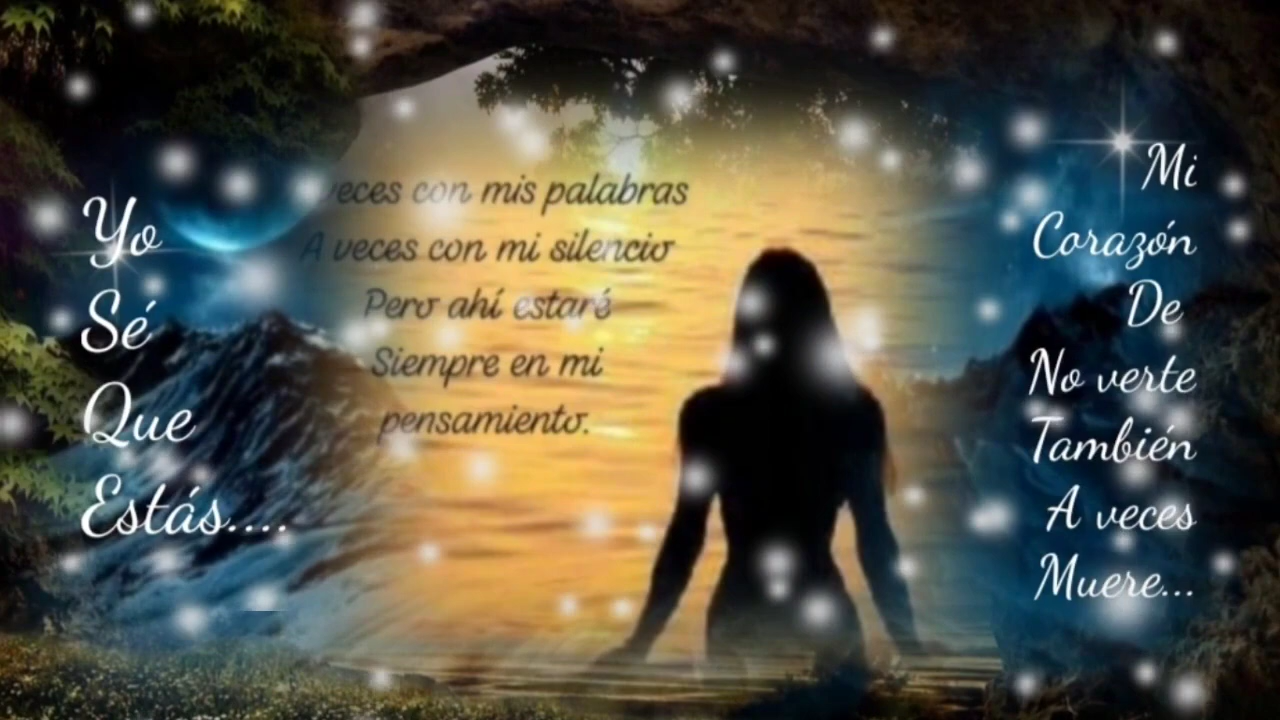 Yo
Sé
Que
Estás....
veces con mis palabras
A veces con mi silencio
Pero ahí estaré
Siempre en mi
pensamiento.
Mi
Corazón
De
No verte
También
A veces
Muere...